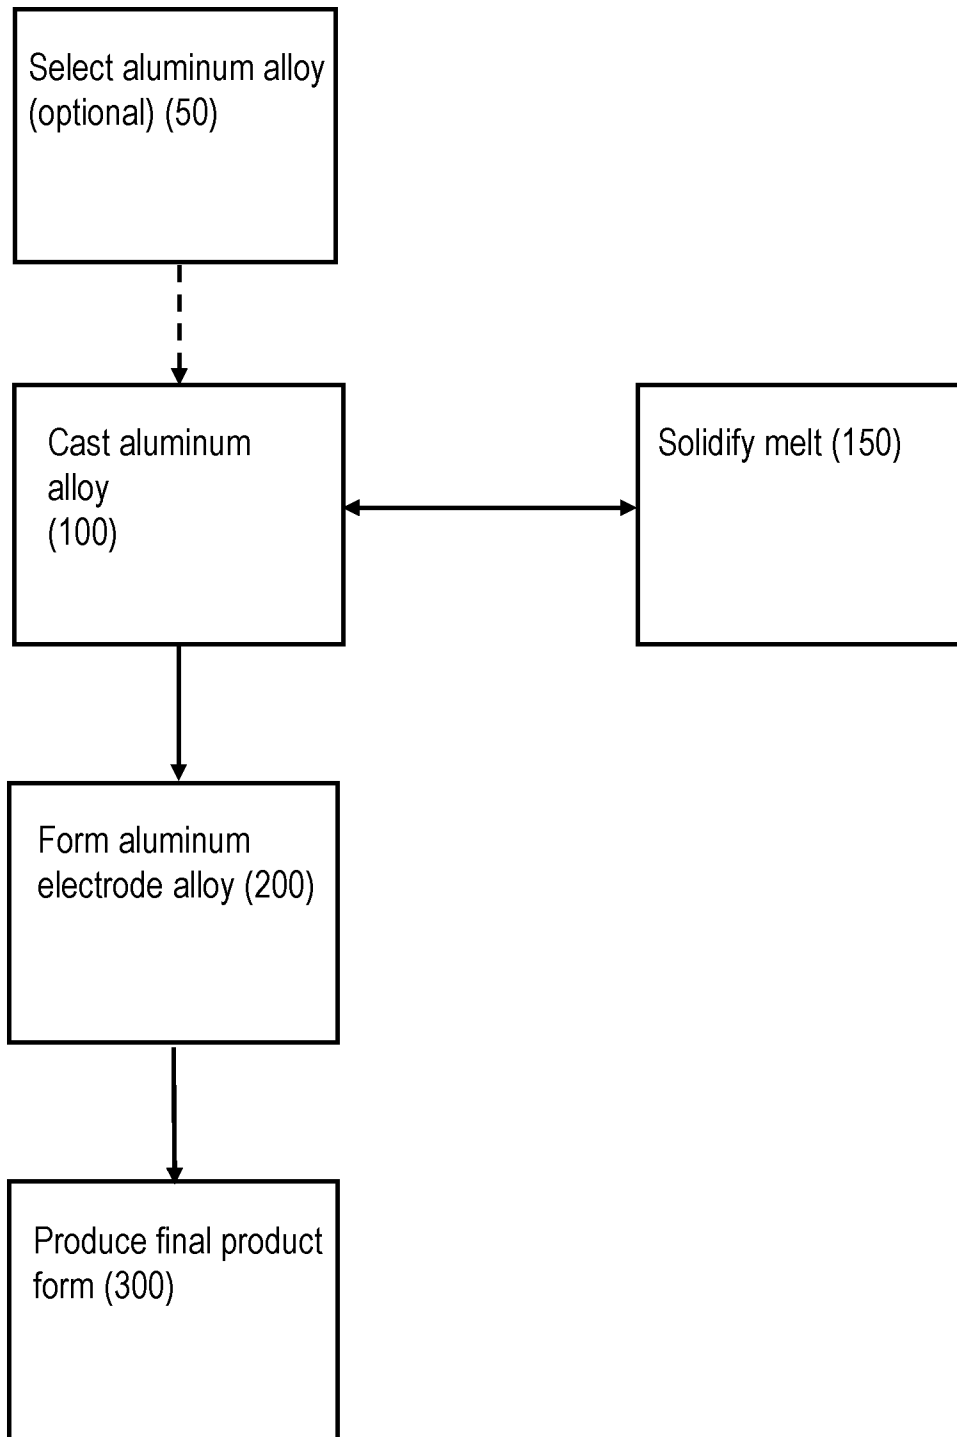 Select aluminum alloy
(optional) (50)
Cast aluminum
alloy
(100)
Solidify melt (150)
Form aluminum
electrode alloy (200)
Produce final product
form (300)